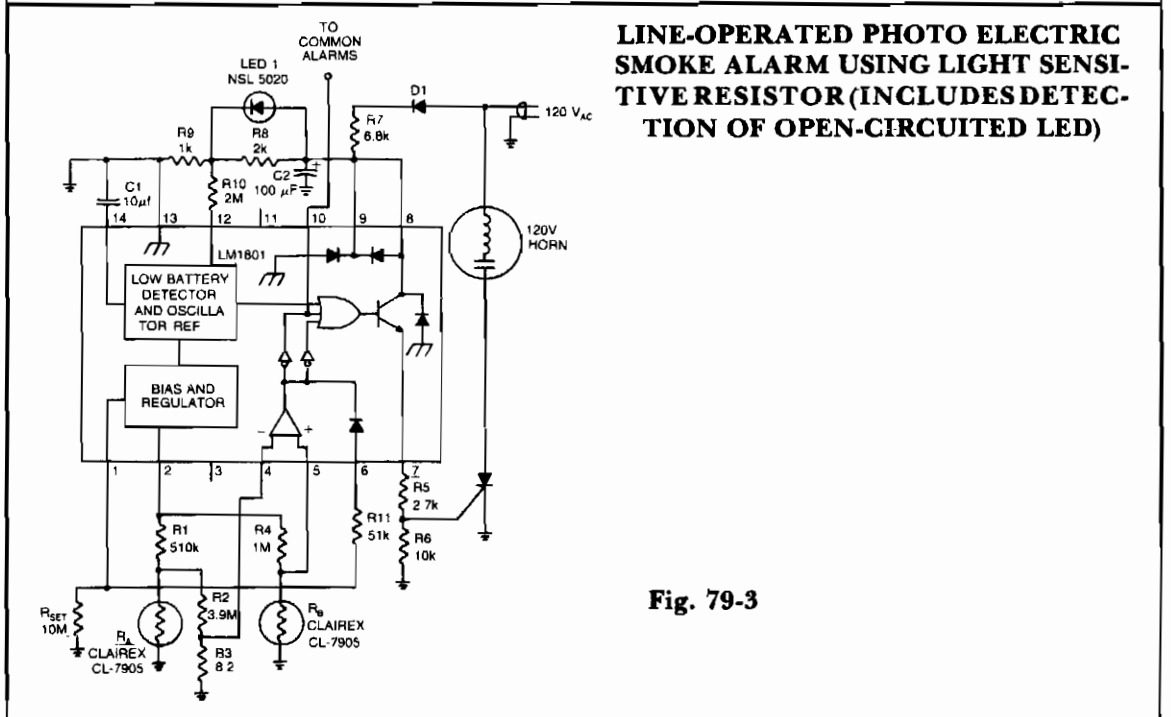 LINE-OPERATED PHOTO ELECTRIC
SMOKE ALARM USING LIGHT SENSI-
TIVE RESISTOR (INCLUDES DETEC-
TION OF OPEN-CIRCUITED LED)
TO
COMMON
ALARMS
LED 1
NSL 5020
D1
120 VAC
R7
6.8k
R9
1k
R8
2k
C2
+
100 µF
R10
2M
C1
10µf
14
13
12
11
10
9
8
120V
HORN
LM1801
LOW BATTERY
DETECTOR
AND OSCILLA
TOR REF
BIAS AND
REGULATOR
-
+
1
2
3
4
5
6
7
R5
2 7k
R1
510k
R4
1M
R11
51k
R6
10k
RSET
10M
R2
3.9M
RA
CLAIREX
CL-7905
R3
8 2
RB
CLAIREX
CL-7905
Fig. 79-3